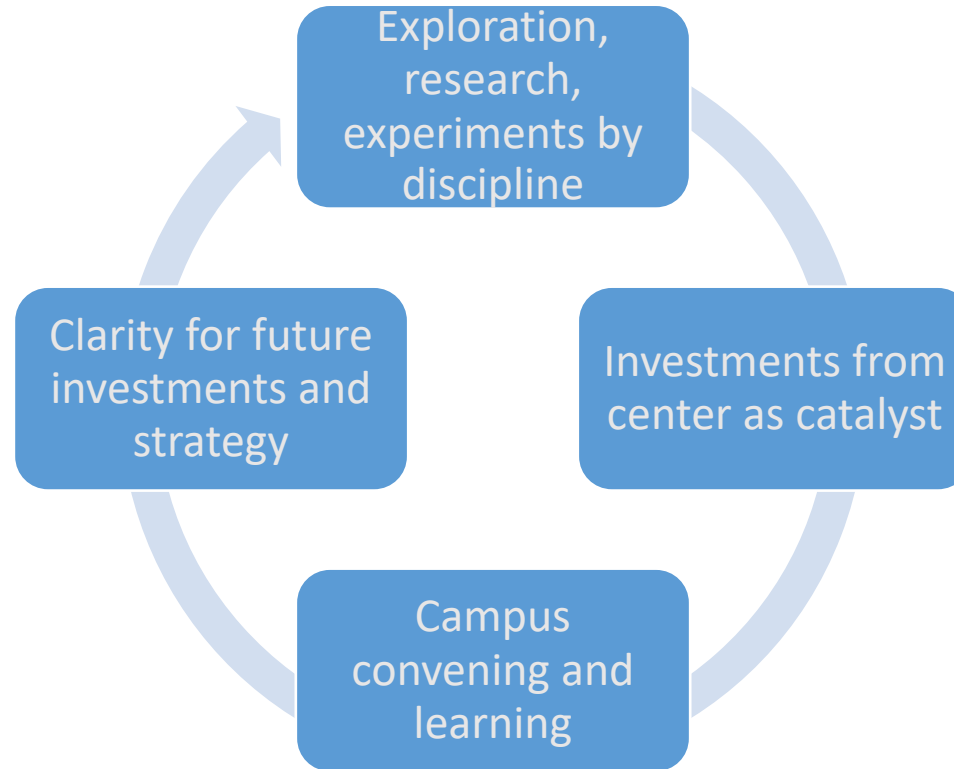 Exploration,
research,
experiments by
discipline
Investments from
center as catalyst
Campus
convening and
learning
Clarity for future
investments and
strategy